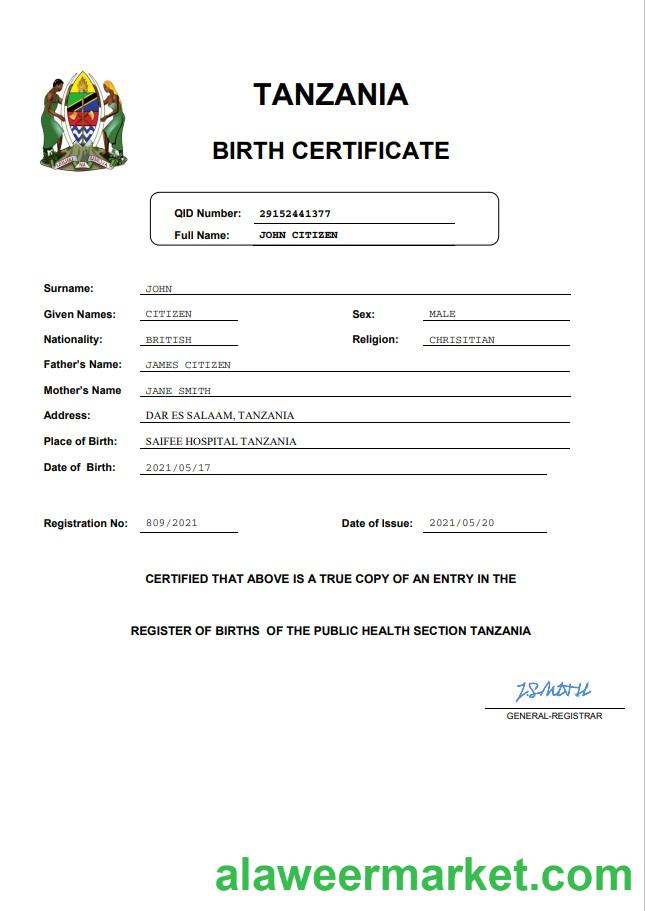 TANZANIA
BIRTH CERTIFICATE
QID Number: 29152441377
Full Name: JOHN CITIZEN
Surname: JOHN
Given Names: CITIZEN Sex: MALE
Nationality: BRITISH Religion: CHRISITIAN
Father's Name: JAMES CITIZEN
Mother's Name JANE SMITH
Address: DAR ES SALAAM, TANZANIA
Place of Birth: SAIFEE HOSPITAL TANZANIA
Date of Birth: 2021/05/17
Registration No: 809/2021 Date of Issue: 2021/05/20
CERTIFIED THAT ABOVE IS A TRUE COPY OF AN ENTRY IN THE
REGISTER OF BIRTHS OF THE PUBLIC HEALTH SECTION TANZANIA
J.SMITH
GENERAL-REGISTRAR
alaweermarket.com